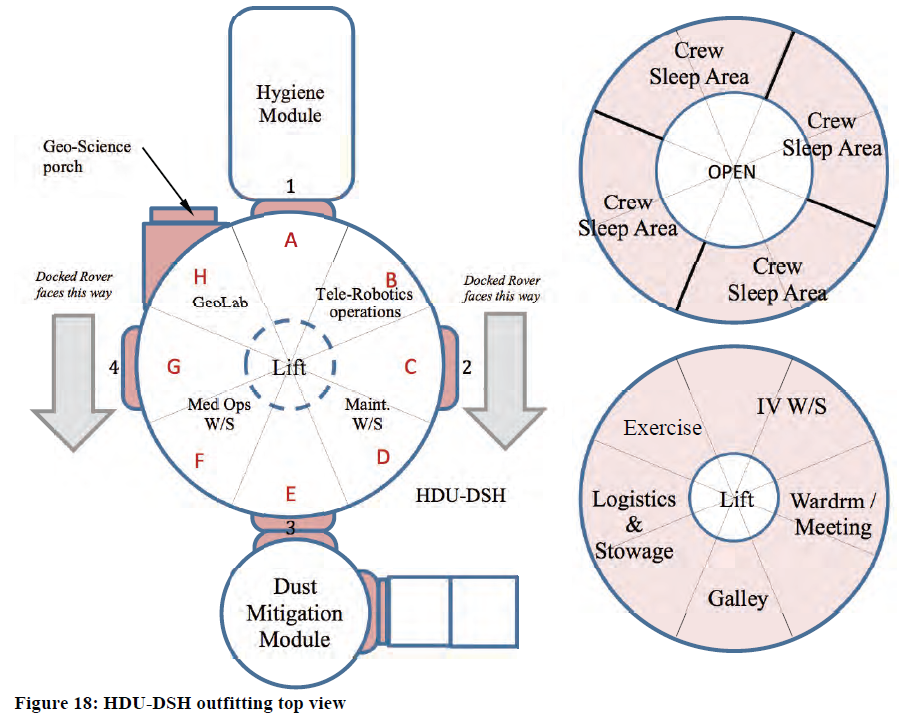 Hygiene
Module
Geo-Science
porch
1
A
H
B
GeoLab
Tele-Robotics
operations
Docked Rover
faces this way
Docked Rover
faces this way
4
G
Lift
C
2
Med Ops
W/S
Maint.
W/S
F
D
E
HDU-DSH
3
Dust
Mitigation
Module
Crew
Sleep Area
Crew
Sleep Area
OPEN
Crew
Sleep Area
Crew
Sleep Area
IV W/S
Exercise
Logistics
&
Stowage
Lift
Wardrm /
Meeting
Galley
Figure 18: HDU-DSH outfitting top view